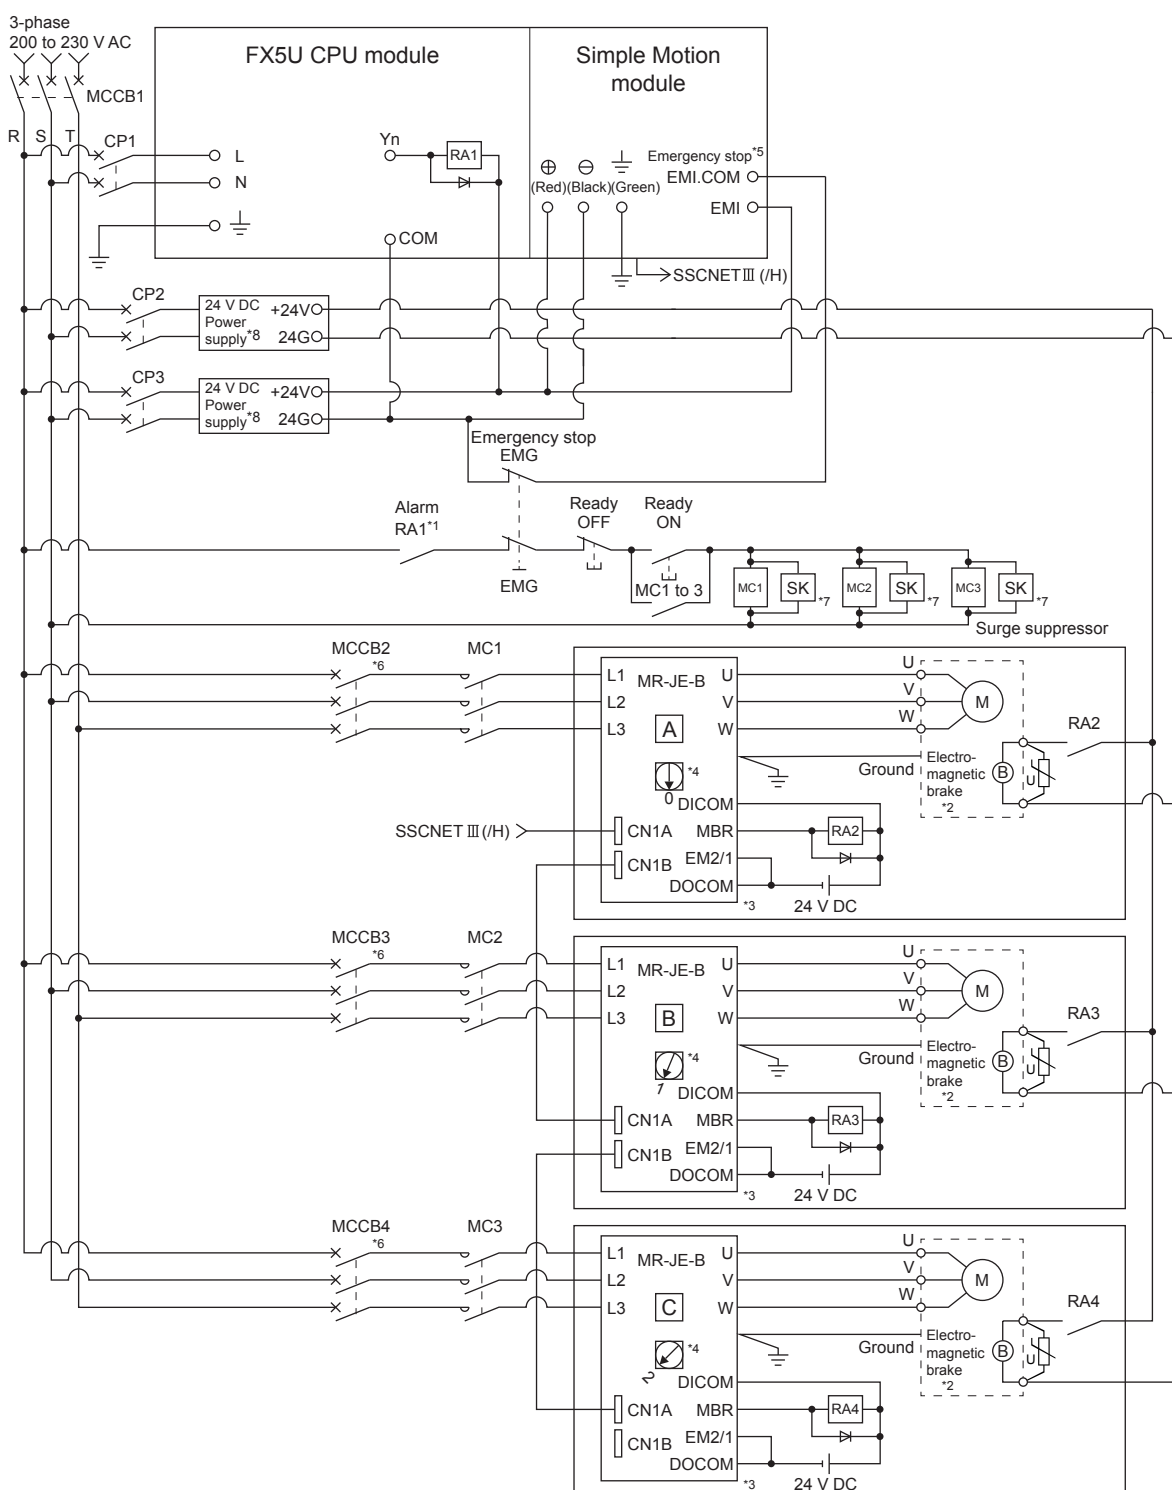 3-phase
200 to 230 V AC
MCCB1
R S T
CP1
FX5U CPU module
Simple Motion
module
L
N
Yn
RA1
COM
Emergency stop*5
(Red)(Black)(Green)
EMI.COM
EMI
SSCNETⅢ(/H)
CP2
24 V DC
Power
supply*8
+24V
24G
CP3
24 V DC
Power
supply*8
+24V
24G
Emergency stop
EMG
Alarm
RA1*1
EMG
Ready
OFF
Ready
ON
MC1 to 3
MC1
SK
*7
MC2
SK
*7
MC3
SK
*7
Surge suppressor
MCCB2
*6
MC1
L1
L2
L3
MR-JE-B
A
*4
0
U
V
W
U
V
W
M
Ground
Electro-
magnetic
brake
*2
B
U
RA2
SSCNETⅢ(/H)
CN1A
CN1B
DICOM
MBR
EM2/1
DOCOM
*3
RA2
24 V DC
MCCB3
*6
MC2
L1
L2
L3
MR-JE-B
B
*4
1
U
V
W
U
V
W
M
Ground
Electro-
magnetic
brake
*2
B
U
RA3
CN1A
CN1B
DICOM
MBR
EM2/1
DOCOM
*3
RA3
24 V DC
MCCB4
*6
MC3
L1
L2
L3
MR-JE-B
C
*4
2
U
V
W
U
V
W
M
Ground
Electro-
magnetic
brake
*2
B
U
RA4
CN1A
CN1B
DICOM
MBR
EM2/1
DOCOM
*3
RA4
24 V DC